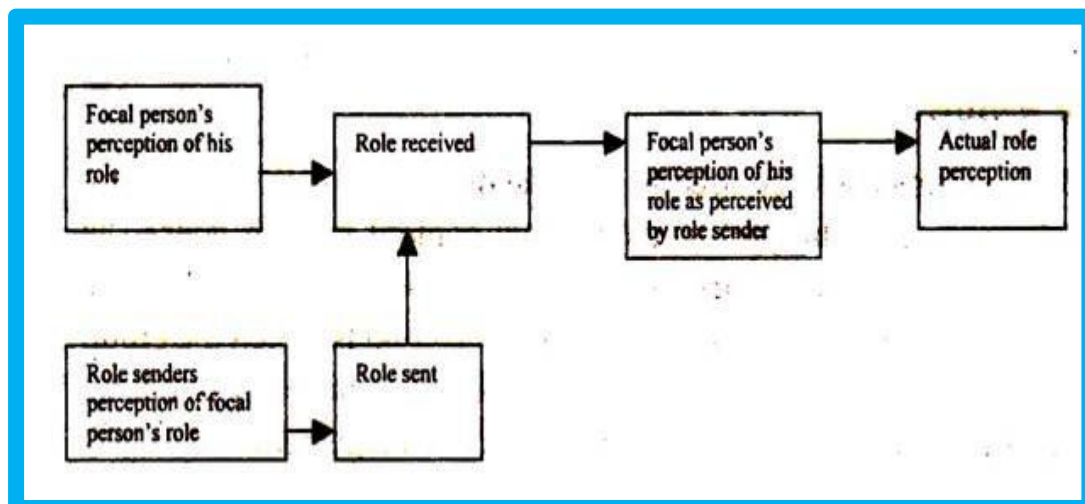 Focal person's
perception of his
role
Role received
Focal person's
perception of his
role as perceived
by role sender
Actual role
perception
Role senders
perception of focal
person's role
Role sent